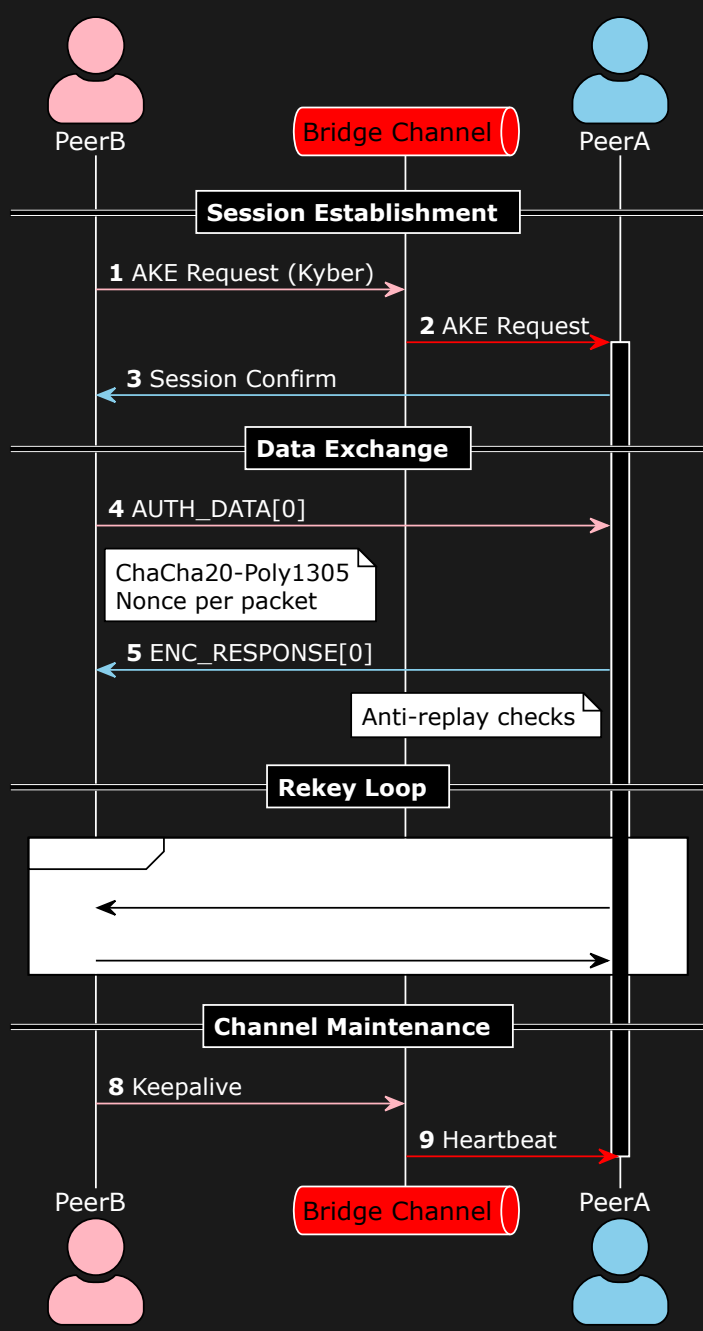 PeerB
Bridge Channel
PeerA
Session Establishment
1 AKE Request (Kyber)
2 AKE Request
3 Session Confirm
Data Exchange
4 AUTH_DATA[0]
ChaCha20-Poly1305
Nonce per packet
5 ENC_RESPONSE[0]
Anti-replay checks
Rekey Loop
Channel Maintenance
8 Keepalive
9 Heartbeat
PeerB
Bridge Channel
PeerA